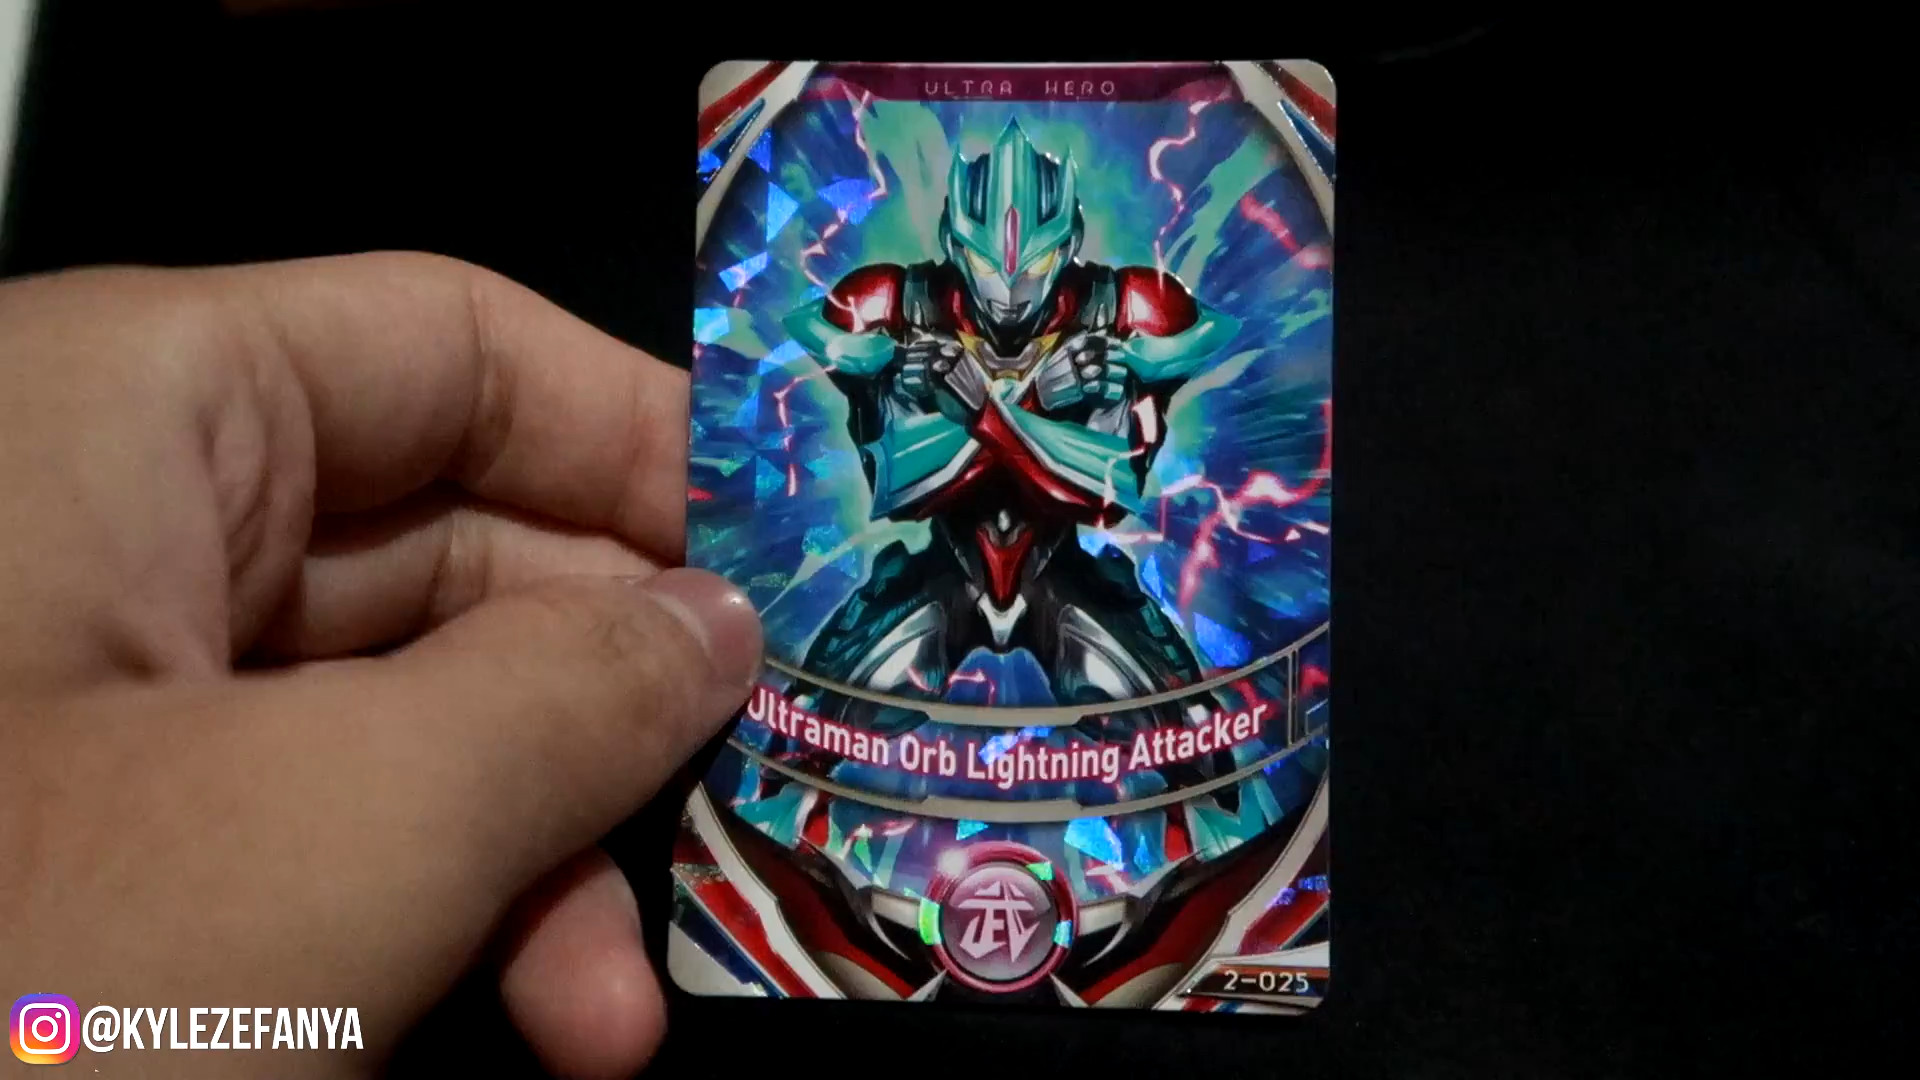 ULTRA HERO
Ultraman Orb Lightning Attacker
武
2-025
@KYLEZEFANYA